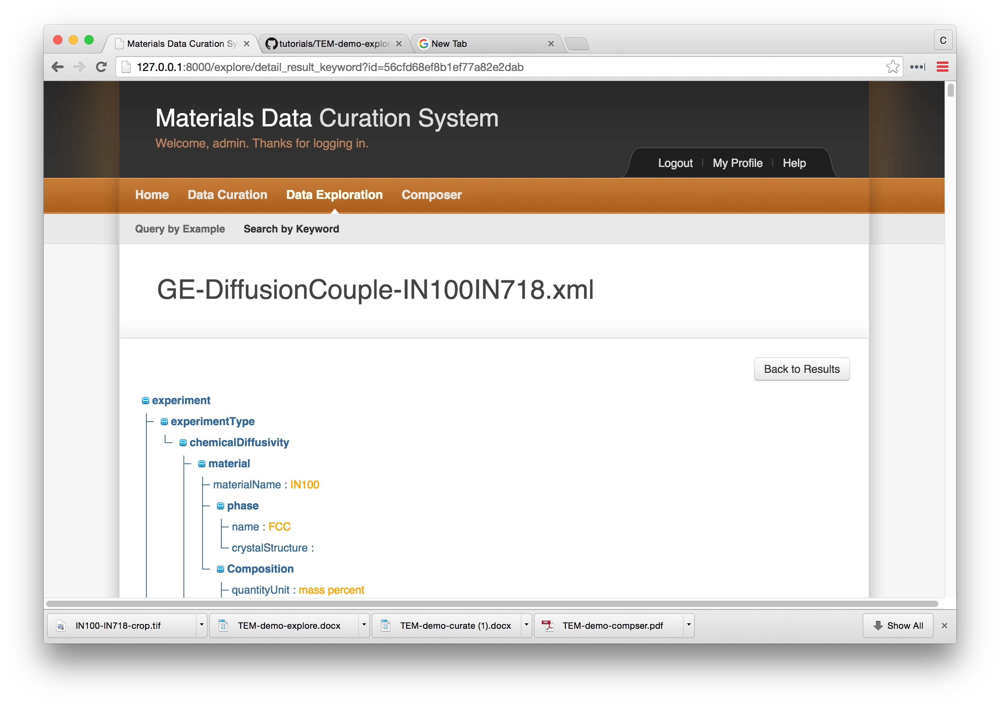 Materials Data Curation Sy
tutorials/TEM-demo-explor
New Tab
C
127.0.0.1:8000/explore/detail_result_keyword?id=56cfd68ef8b1ef77a82e2dab
Materials Data Curation System
Welcome, admin. Thanks for logging in.
Logout | My Profile | Help
Home Data Curation Data Exploration Composer
Query by Example Search by Keyword
GE-DiffusionCouple-IN100IN718.xml
Back to Results
experiment
experimentType
chemicalDiffusivity
material
materialName : IN100
phase
name : FCC
crystalStructure :
Composition
quantityUnit : mass percent
IN100-IN718-crop.tif
TEM-demo-explore.docx
TEM-demo-curate (1).docx
TEM-demo-compser.pdf
Show All